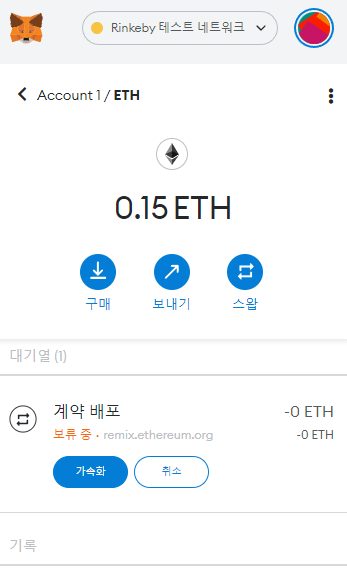 Rinkeby 테스트 네트워크
Account 1 / ETH
0.15 ETH
구매 보내기 스왑
대기열 (1)
계약 배포 -0 ETH
보류 중 · remix.ethereum.org -0 ETH
가속화 취소
기록